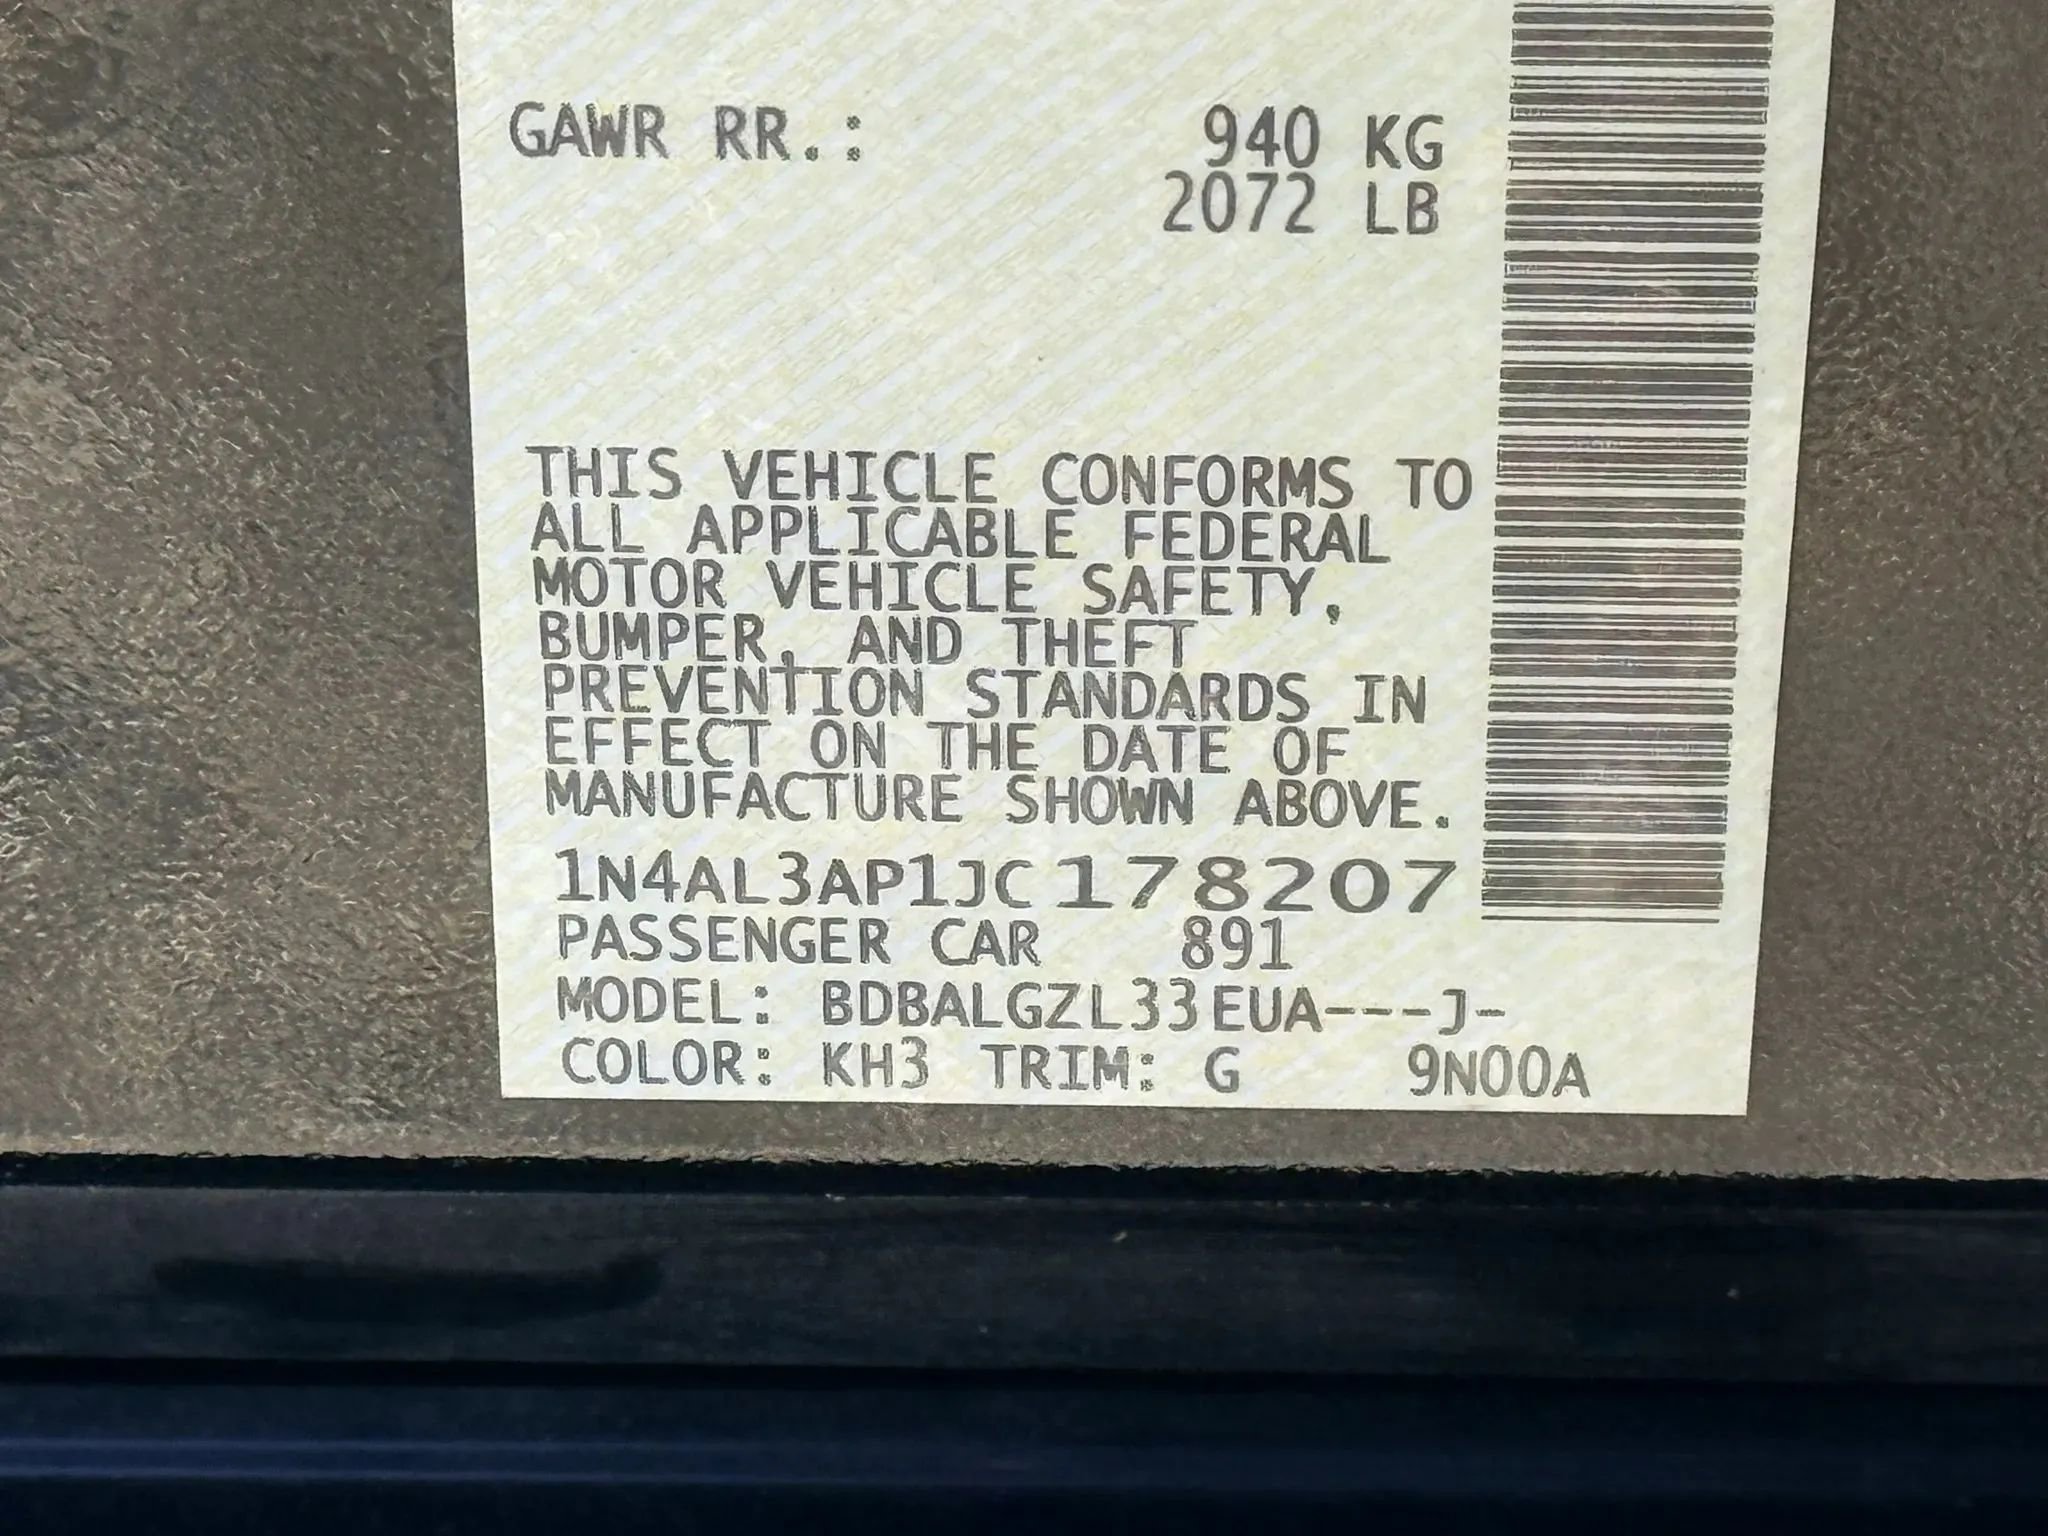 GAWR RR.: 940 KG
2072 LB
THIS VEHICLE CONFORMS TO
ALL APPLICABLE FEDERAL
MOTOR VEHICLE SAFETY,
BUMPER, AND THEFT
PREVENTION STANDARDS IN
EFFECT ON THE DATE OF
MANUFACTURE SHOWN ABOVE.
1N4AL3AP1JC178207
PASSENGER CAR 891
MODEL: BDBALGZL33EUA---J-
COLOR: KH3 TRIM: G 9N00A